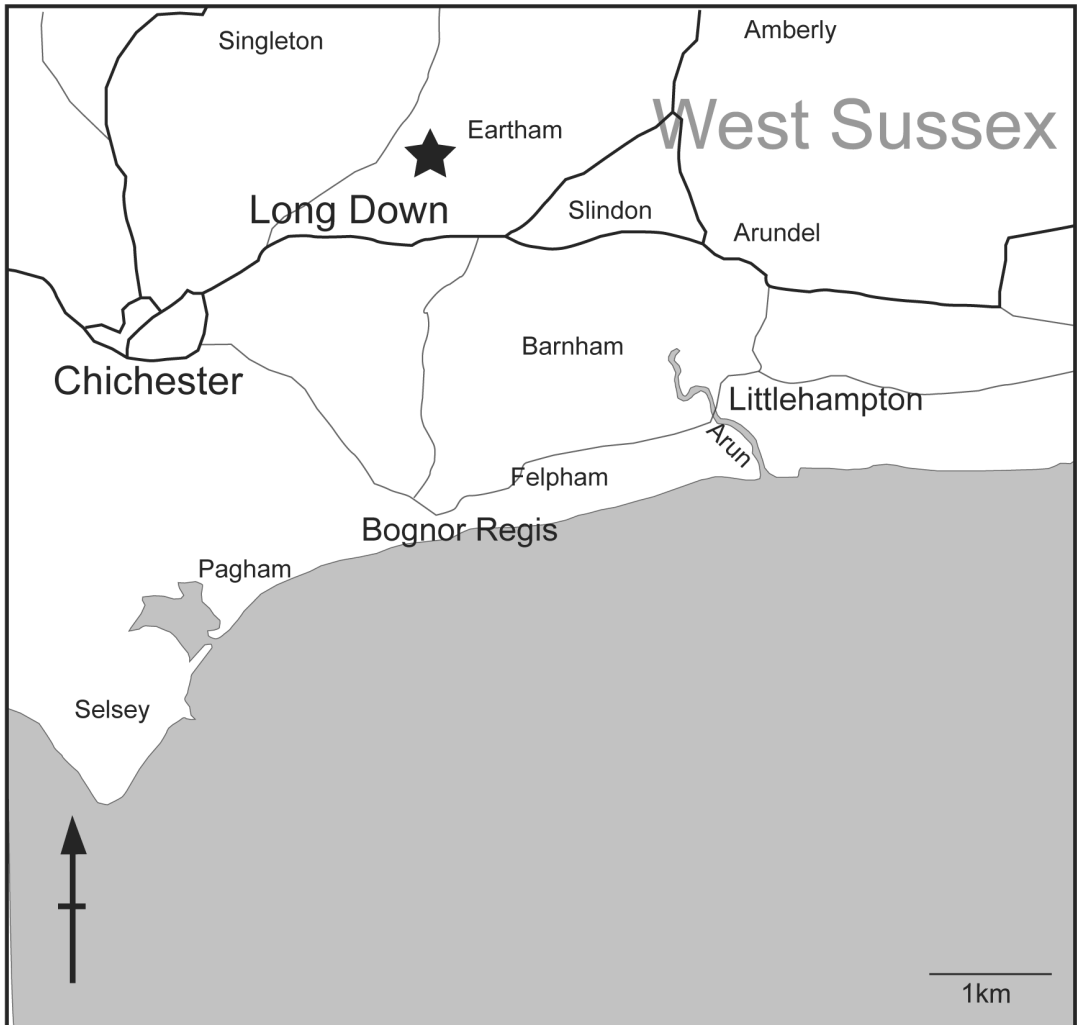 Singleton
Amberly
West Sussex
Eartham
Long Down
Slindon
Arundel
Barnham
Chichester
Littlehampton
Arun
Felpham
Bognor Regis
Pagham
Selsey
1km